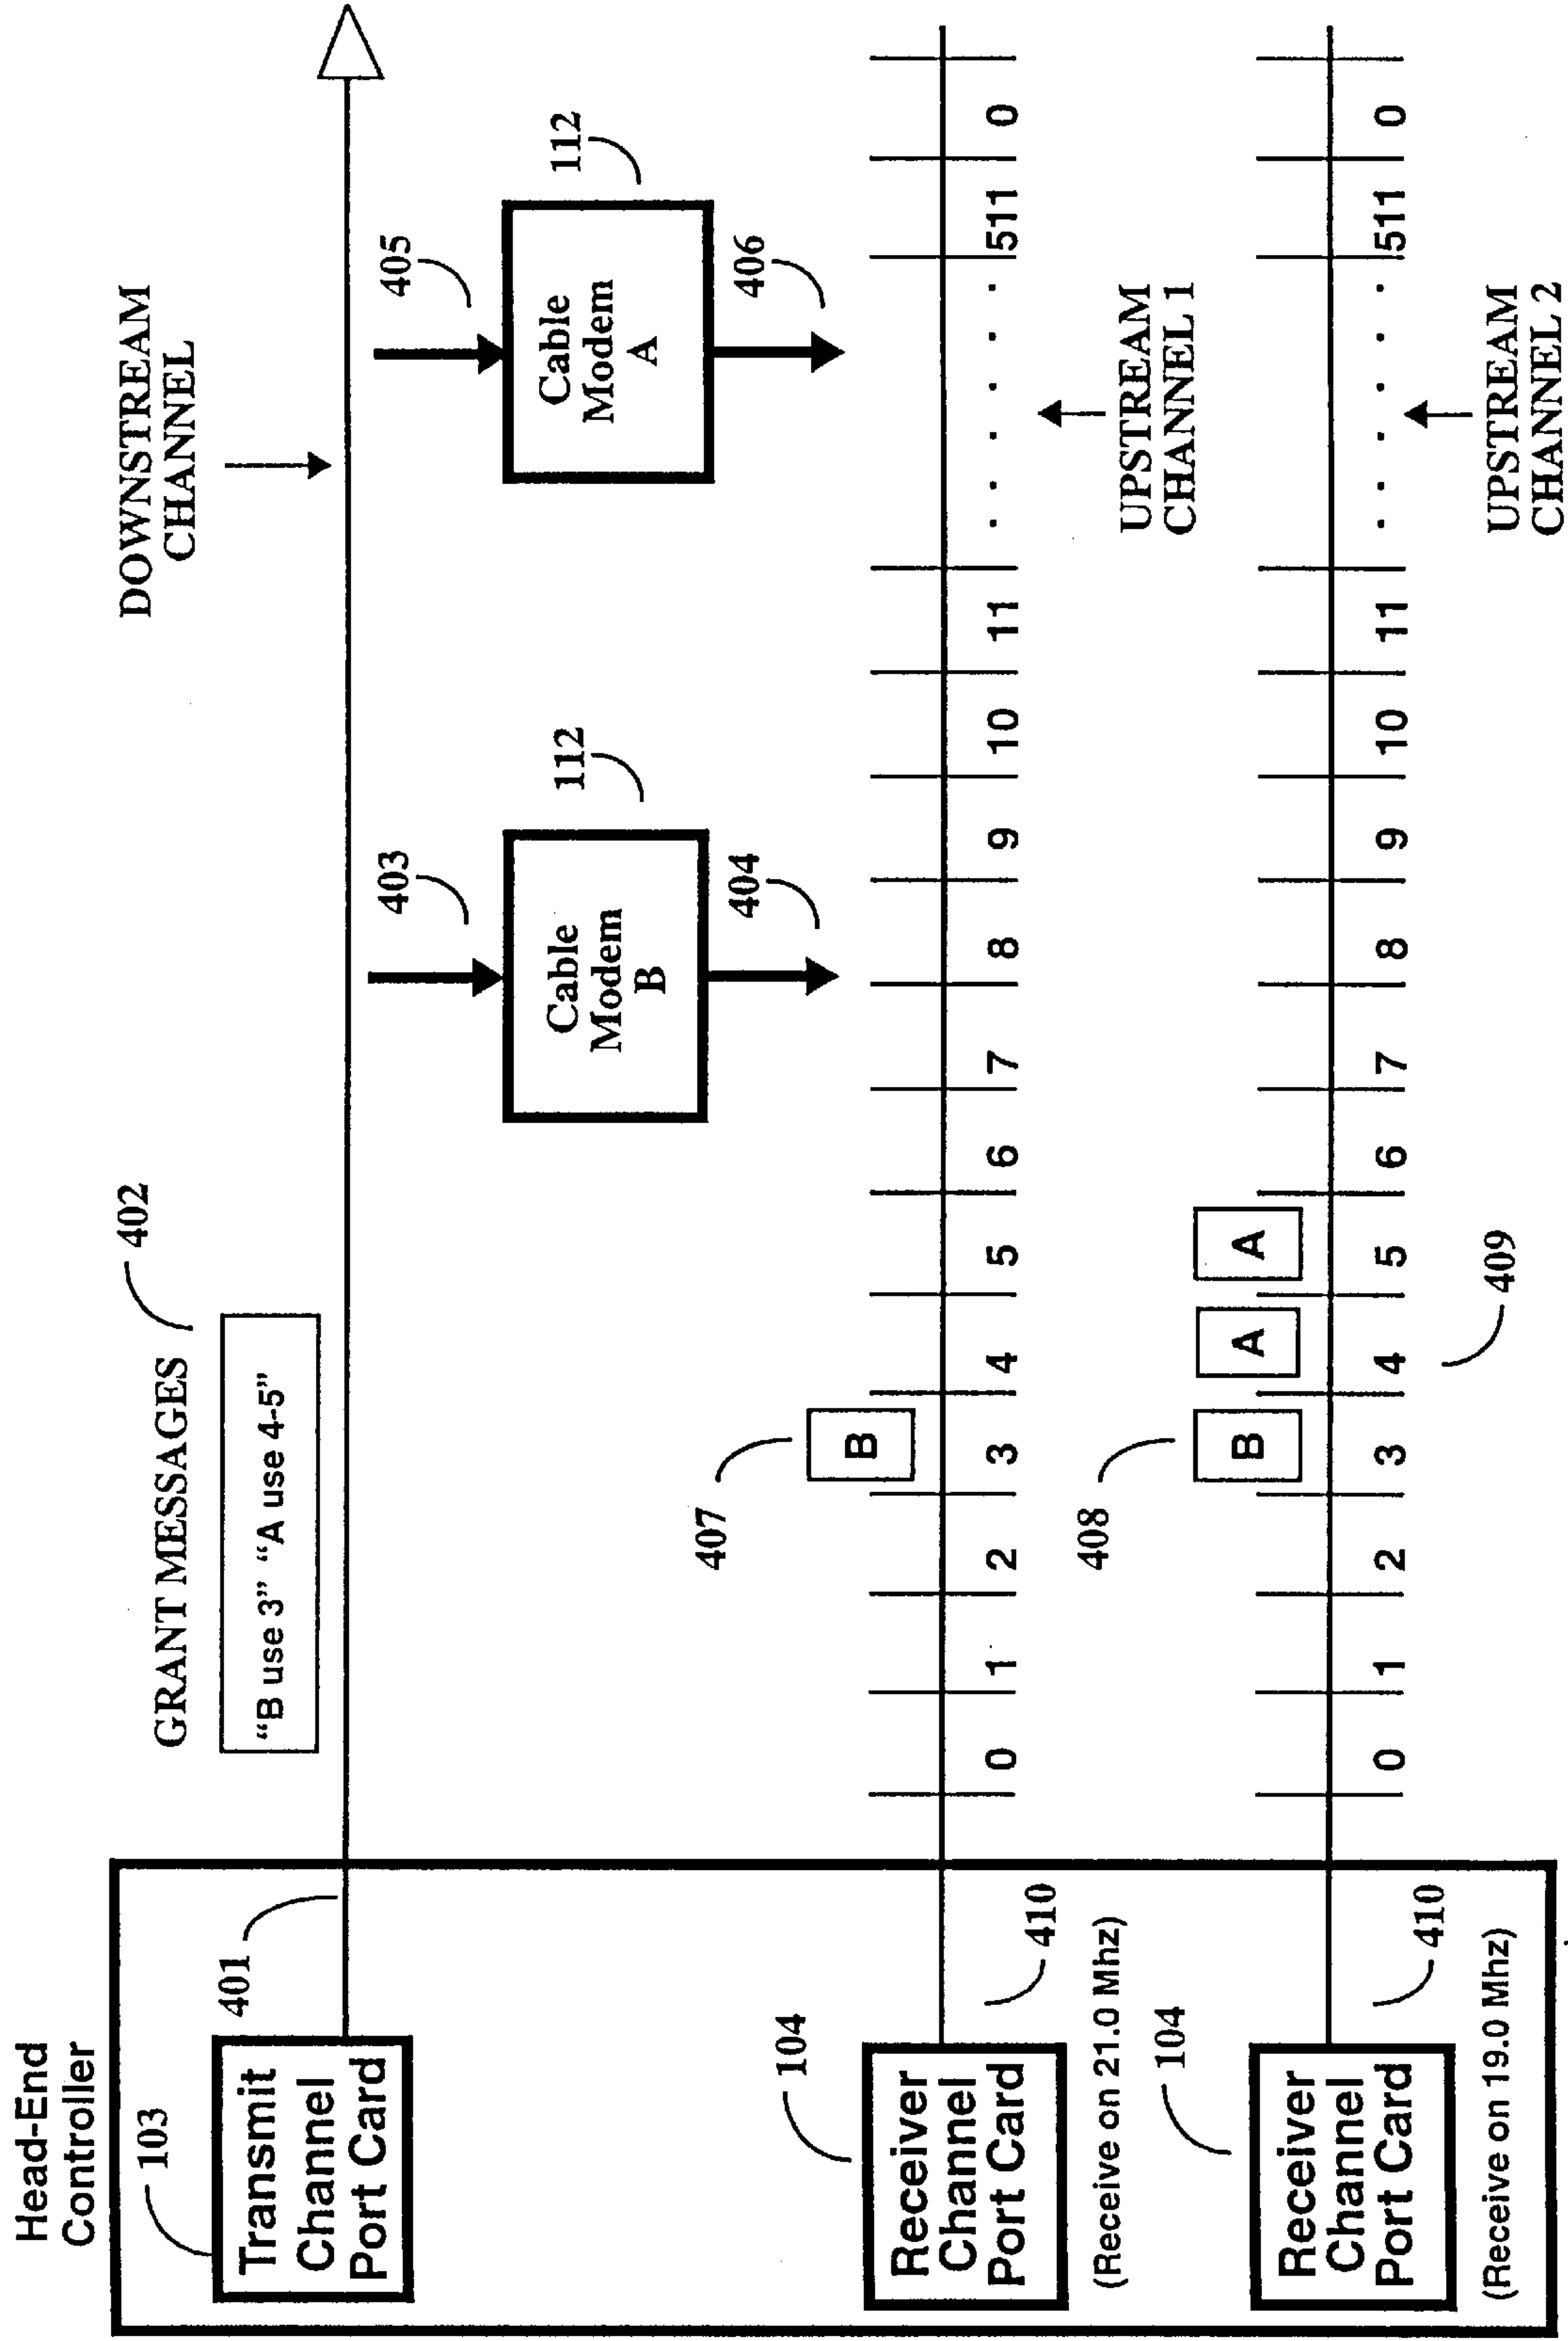 Head-End
Controller
103
Transmit
Channel
Port Card
401
GRANT MESSAGES
402
“B use 3” “A use 4-5”
DOWNSTREAM
CHANNEL
403
405
Cable
Modem
B
112
Cable
Modem
A
112
404
406
104
Receiver
Channel
Port Card
410
(Receive on 21.0 Mhz)
407
B
0 1 2 3 4 5 6 7 8 9 10 11 . . . . . . 511 0
UPSTREAM
CHANNEL 1
104
Receiver
Channel
Port Card
410
(Receive on 19.0 Mhz)
408
B A A
0 1 2 3 4 5 6 7 8 9 10 11 . . . . . . 511 0
409
UPSTREAM
CHANNEL 2